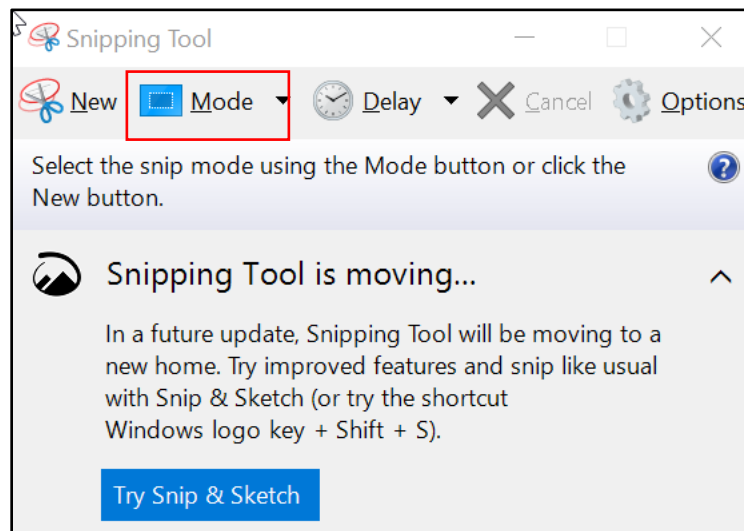 Snipping Tool
New Mode Delay Cancel Options
Select the snip mode using the Mode button or click the
New button.
Snipping Tool is moving...
In a future update, Snipping Tool will be moving to a
new home. Try improved features and snip like usual
with Snip & Sketch (or try the shortcut
Windows logo key + Shift + S).
Try Snip & Sketch